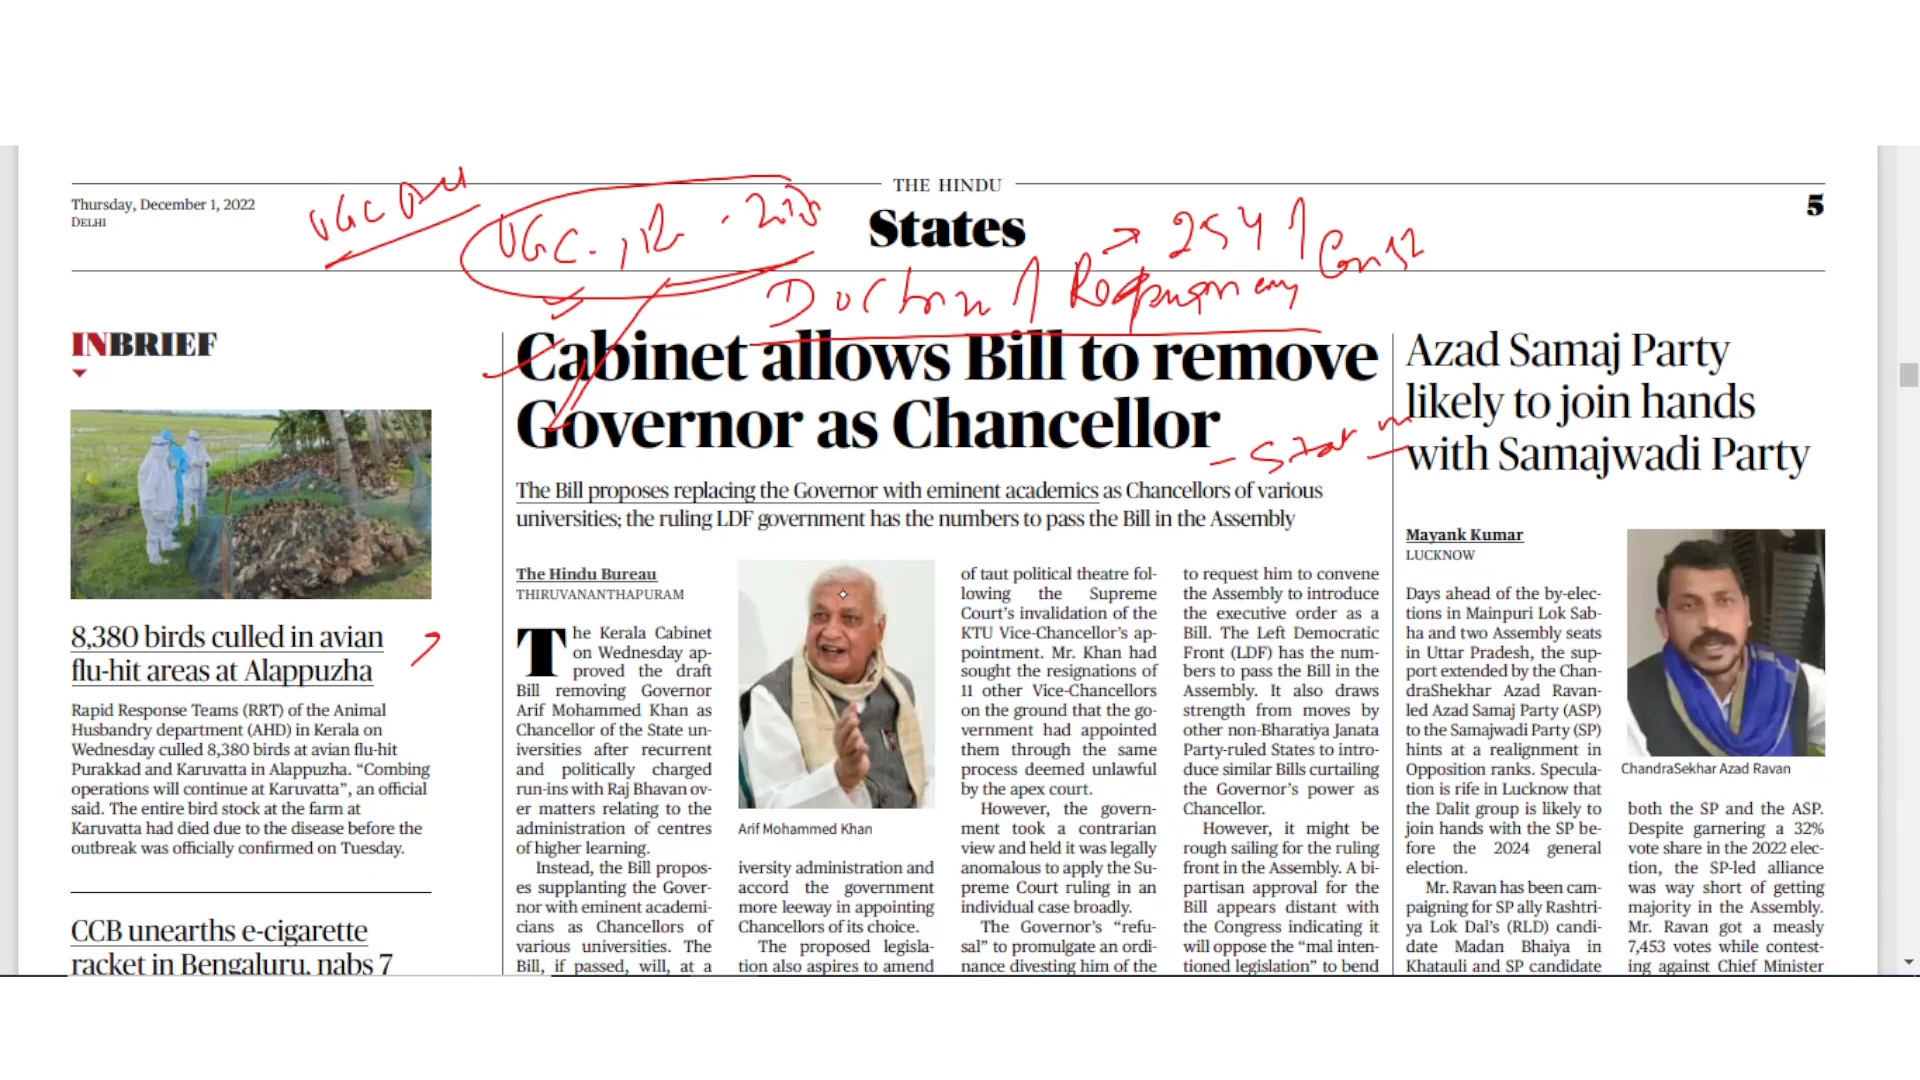 THE HINDU
Thursday, December 1, 2022
DELHI
States
5
UGC
UGC
254
Const
Doctrine
INBRIEF
8,380 birds culled in avian
flu-hit areas at Alappuzha
Rapid Response Teams (RRT) of the Animal
Husbandry department (AHD) in Kerala on
Wednesday culled 8,380 birds at avian flu-hit
Purakkad and Karuvatta in Alappuzha. “Combing
operations will continue at Karuvatta”, an official
said. The entire bird stock at the farm at
Karuvatta had died due to the disease before the
outbreak was officially confirmed on Tuesday.
CCB unearths e-cigarette
racket in Bengaluru, nabs 7
Cabinet allows Bill to remove
Governor as Chancellor
The Bill proposes replacing the Governor with eminent academics as Chancellors of various
universities; the ruling LDF government has the numbers to pass the Bill in the Assembly
The Hindu Bureau
THIRUVANANTHAPURAM
The Kerala Cabinet
on Wednesday ap-
proved the draft
Bill removing Governor
Arif Mohammed Khan as
Chancellor of the State un-
iversities after recurrent
and politically charged
run-ins with Raj Bhavan ov-
er matters relating to the
administration of centres
of higher learning.
Instead, the Bill propos-
es supplanting the Gover-
nor with eminent academi-
cians as Chancellors of
various universities. The
Bill, if passed, will, at a
Arif Mohammed Khan
iversity administration and
accord the government
more leeway in appointing
Chancellors of its choice.
The proposed legisla-
tion also aspires to amend
of taut political theatre fol-
lowing the Supreme
Court’s invalidation of the
KTU Vice-Chancellor’s ap-
pointment. Mr. Khan had
sought the resignations of
11 other Vice-Chancellors
on the ground that the go-
vernment had appointed
them through the same
process deemed unlawful
by the apex court.
However, the govern-
ment took a contrarian
view and held it was legally
anomalous to apply the Su-
preme Court ruling in an
individual case broadly.
The Governor’s “refu-
sal” to promulgate an ordi-
nance divesting him of the
to request him to convene
the Assembly to introduce
the executive order as a
Bill. The Left Democratic
Front (LDF) has the num-
bers to pass the Bill in the
Assembly. It also draws
strength from moves by
other non-Bharatiya Janata
Party-ruled States to intro-
duce similar Bills curtailing
the Governor’s power as
Chancellor.
However, it might be
rough sailing for the ruling
front in the Assembly. A bi-
partisan approval for the
Bill appears distant with
the Congress indicating it
will oppose the “mal inten-
tioned legislation” to bend
Azad Samaj Party
likely to join hands
with Samajwadi Party
Mayank Kumar
LUCKNOW
Days ahead of the by-elec-
tions in Mainpuri Lok Sab-
ha and two Assembly seats
in Uttar Pradesh, the sup-
port extended by the Chan-
draShekhar Azad Ravan-
led Azad Samaj Party (ASP)
to the Samajwadi Party (SP)
hints at a realignment in
Opposition ranks. Specula-
tion is rife in Lucknow that
the Dalit group is likely to
join hands with the SP be-
fore the 2024 general
election.
Mr. Ravan has been cam-
paigning for SP ally Rashtri-
ya Lok Dal’s (RLD) candi-
date Madan Bhaiya in
Khatauli and SP candidate
ChandraSekhar Azad Ravan
both the SP and the ASP.
Despite garnering a 32%
vote share in the 2022 elec-
tion, the SP-led alliance
was way short of getting
majority in the Assembly.
Mr. Ravan got a measly
7,453 votes while contest-
ing against Chief Minister